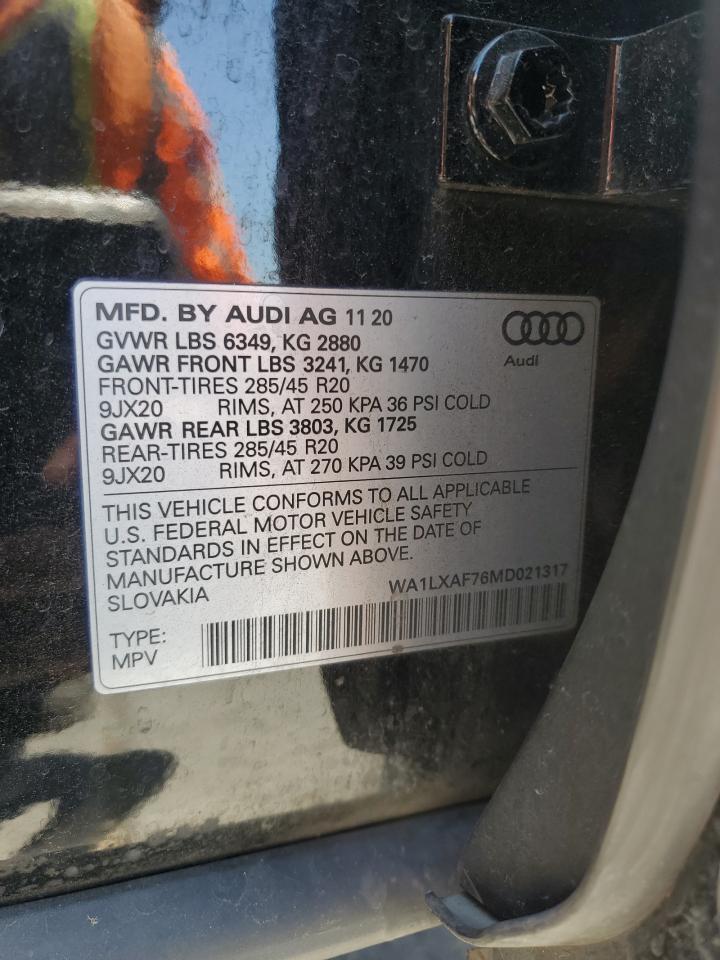 MFD. BY AUDI AG 11 20
GVWR LBS 6349, KG 2880
GAWR FRONT LBS 3241, KG 1470
FRONT-TIRES 285/45 R20
9JX20 RIMS, AT 250 KPA 36 PSI COLD
GAWR REAR LBS 3803, KG 1725
REAR-TIRES 285/45 R20
9JX20 RIMS, AT 270 KPA 39 PSI COLD
Audi
THIS VEHICLE CONFORMS TO ALL APPLICABLE
U.S. FEDERAL MOTOR VEHICLE SAFETY
STANDARDS IN EFFECT ON THE DATE OF
MANUFACTURE SHOWN ABOVE.
SLOVAKIA
WA1LXAF76MD021317
TYPE:
MPV